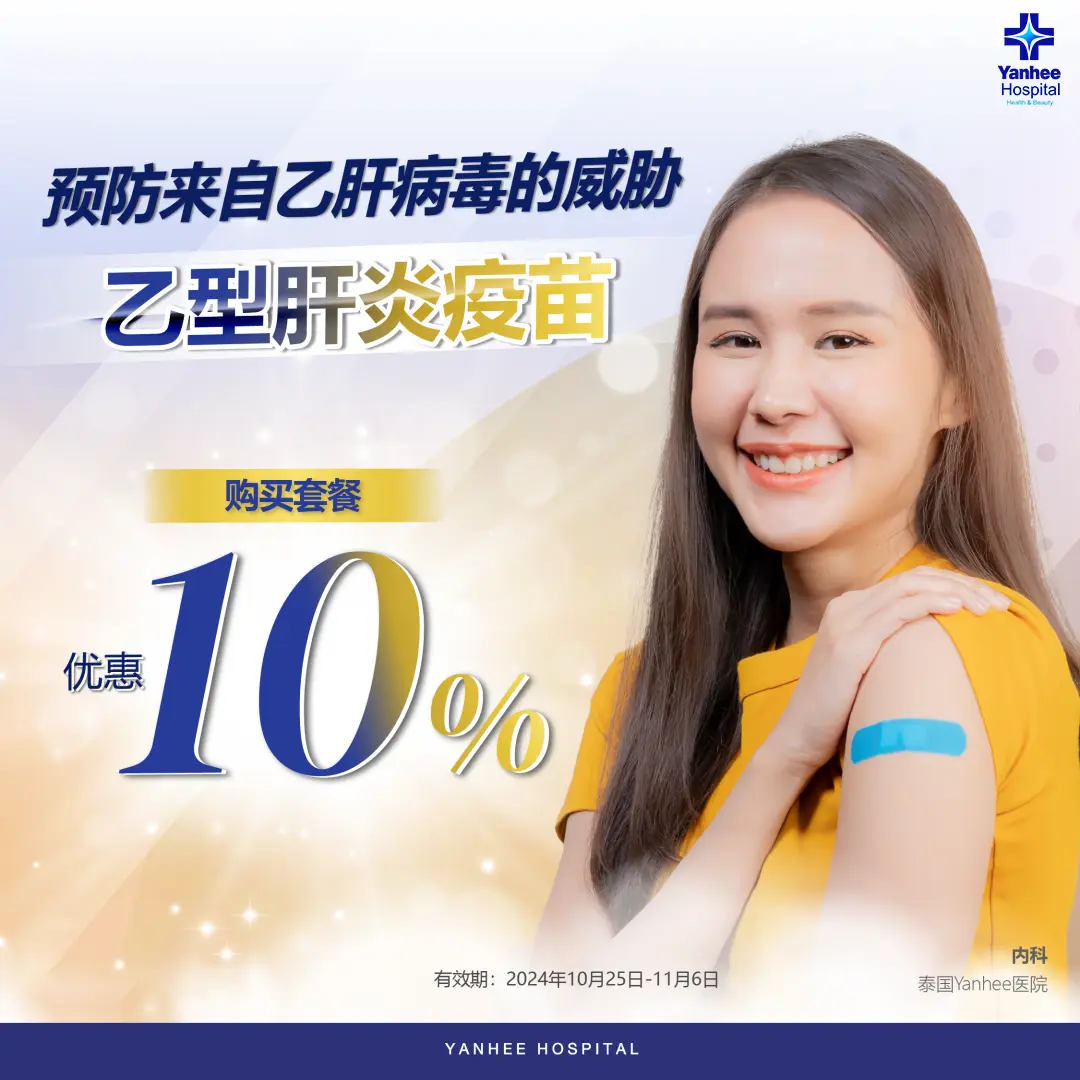 Yanhee
Hospital
Health & Beauty
预防来自乙肝病毒的威胁
乙型肝炎疫苗
购买套餐
优惠 10%
有效期：2024年10月25日-11月6日
内科
泰国Yanhee医院
YANHEE HOSPITAL